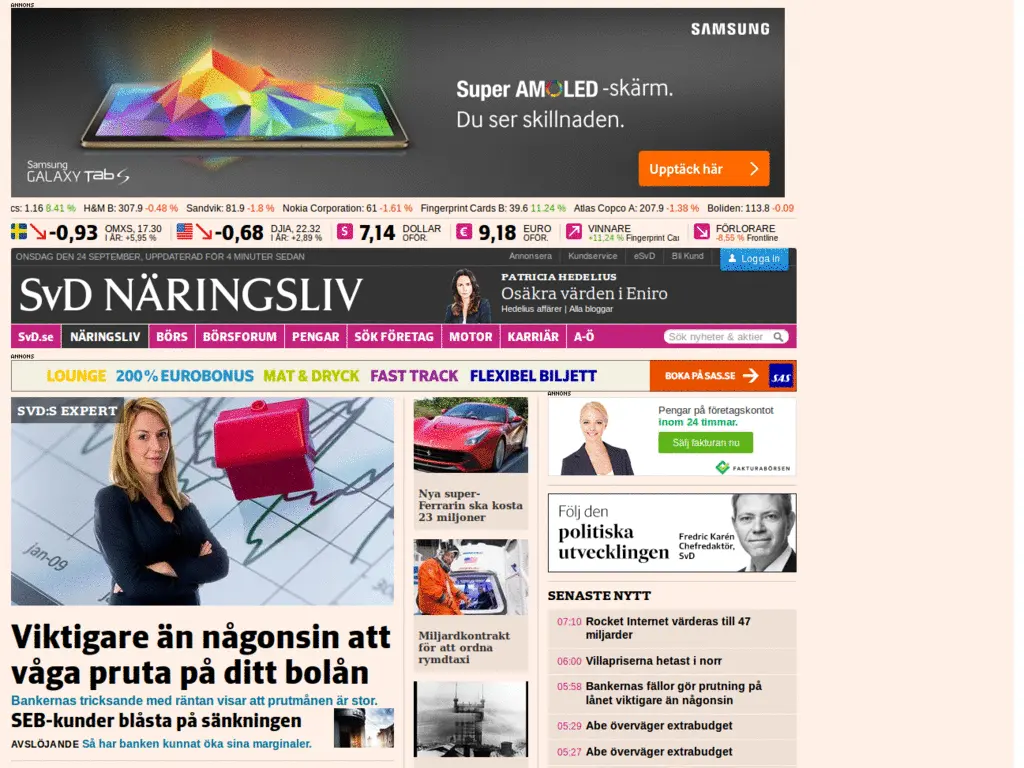 ANNONS
SAMSUNG
Super AMOLED -skärm.
Du ser skillnaden.
Samsung
GALAXY Tab S
Upptäck här
cs: 1.16 8.41 % H&M B: 307.9 -0.48 % Sandvik: 81.9 -1.8 % Nokia Corporation: 61 -1.61 % Fingerprint Cards B: 39.6 11.24 % Atlas Copco A: 207.9 -1.38 % Boliden: 113.8 -0.09
-0,93 OMXS, 17.30
I ÅR: +5,95 %
-0,68 DJIA, 22.32
I ÅR: +2,89 %
$ 7,14 DOLLAR
OFÖR.
€ 9,18 EURO
OFÖR.
VINNARE
+11,24 % Fingerprint Car
FÖRLORARE
-8,55 % Frontline
ONSDAG DEN 24 SEPTEMBER, UPPDATERAD FÖR 4 MINUTER SEDAN
Annonsera Kundservice eSvD Bli Kund Logga in
SvD NÄRINGSLIV
PATRICIA HEDELIUS
Osäkra värden i Eniro
Hedelius affärer | Alla bloggar
SvD.se NÄRINGSLIV BÖRS BÖRSFORUM PENGAR SÖK FÖRETAG MOTOR KARRIÄR A-Ö Sök nyheter & aktier
ANNONS
LOUNGE 200% EUROBONUS MAT & DRYCK FAST TRACK FLEXIBEL BILJETT BOKA PÅ SAS.SE SAS
SVD:S EXPERT
jan-09
Viktigare än någonsin att
våga pruta på ditt bolån
Bankernas tricksande med räntan visar att prutmånen är stor.
SEB-kunder blåsta på sänkningen
AVSLÖJANDE Så har banken kunnat öka sina marginaler.
Nya super-
Ferrarin ska kosta
23 miljoner
Miljardkontrakt
för att ordna
rymdtaxi
ANNONS
Pengar på företagskontot
inom 24 timmar.
Sälj fakturan nu
FAKTURABÖRSEN
Följ den
politiska
utvecklingen
Fredric Karén
Chefredaktör,
SvD
SENASTE NYTT
07:10 Rocket Internet värderas till 47
miljarder
06:00 Villapriserna hetast i norr
05:58 Bankernas fällor gör prutning på
lånet viktigare än någonsin
05:29 Abe överväger extrabudget
05:27 Abe överväger extrabudget